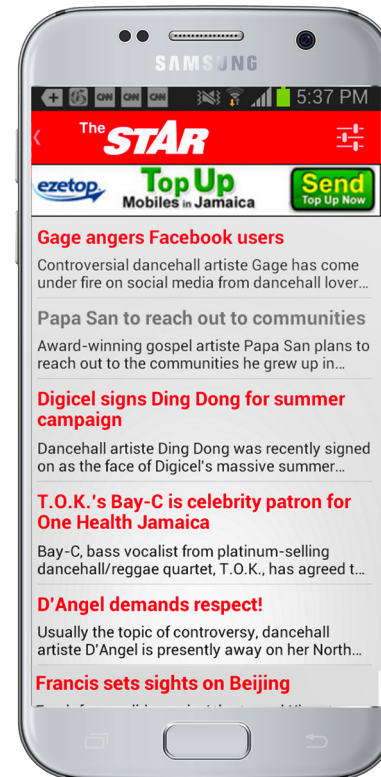 SAMSUNG
CNN CNN CNN 5:37 PM
The STAR
ezetop Top Up Send
Mobiles in Jamaica Top Up Now
Gage angers Facebook users
Controversial dancehall artiste Gage has come
under fire on social media from dancehall lover...
Papa San to reach out to communities
Award-winning gospel artiste Papa San plans to
reach out to the communities he grew up in...
Digicel signs Ding Dong for summer
campaign
Dancehall artiste Ding Dong was recently signed
on as the face of Digicel's massive summer...
T.O.K.'s Bay-C is celebrity patron for
One Health Jamaica
Bay-C, bass vocalist from platinum-selling
dancehall/reggae quartet, T.O.K., has agreed t...
D'Angel demands respect!
Usually the topic of controversy, dancehall
artiste D'Angel is presently away on her North...
Francis sets sights on Beijing